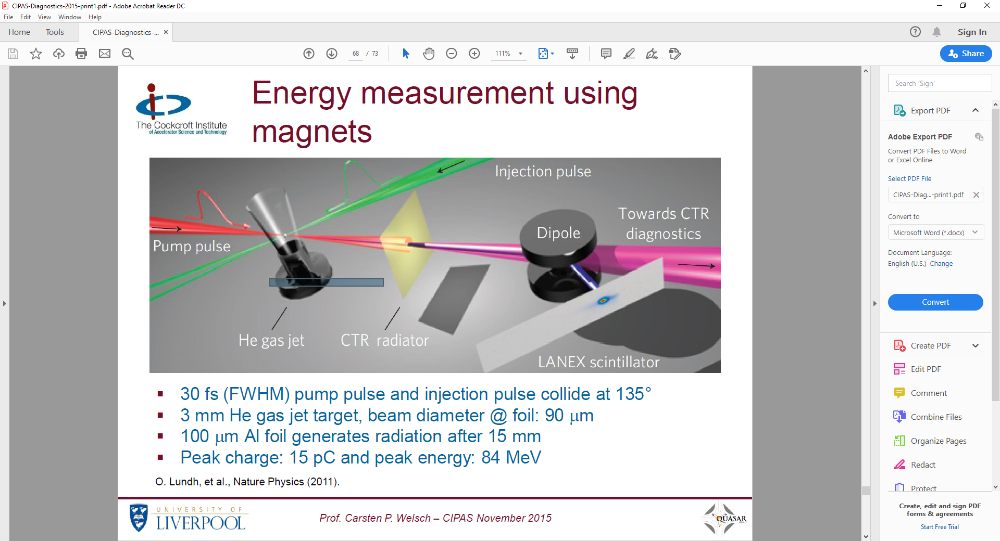 CIPAS-Diagnostics-2015-print1.pdf - Adobe Acrobat Reader DC
File Edit View Window Help
Home Tools CIPAS-Diagnostics-... × Sign In
68 / 73 111% Share
The Cockcroft Institute
of Accelerator Science and Technology
Energy measurement using
magnets
Injection pulse
Pump pulse
Dipole
Towards CTR
diagnostics
He gas jet
CTR radiator
LANEX scintillator
▪ 30 fs (FWHM) pump pulse and injection pulse collide at 135°
▪ 3 mm He gas jet target, beam diameter @ foil: 90 μm
▪ 100 μm Al foil generates radiation after 15 mm
▪ Peak charge: 15 pC and peak energy: 84 MeV
O. Lundh, et al., Nature Physics (2011).
UNIVERSITY OF
LIVERPOOL
Prof. Carsten P. Welsch – CIPAS November 2015
QUASAR
Search 'Sign'
Export PDF
Adobe Export PDF
Convert PDF Files to Word
or Excel Online
Select PDF File
CIPAS-Diag...-print1.pdf
Convert to
Microsoft Word (*.docx)
Document Language:
English (U.S.) Change
Convert
Create PDF
Edit PDF
Comment
Combine Files
Organize Pages
Redact
Protect
Create, edit and sign PDF
forms & agreements
Start Free Trial